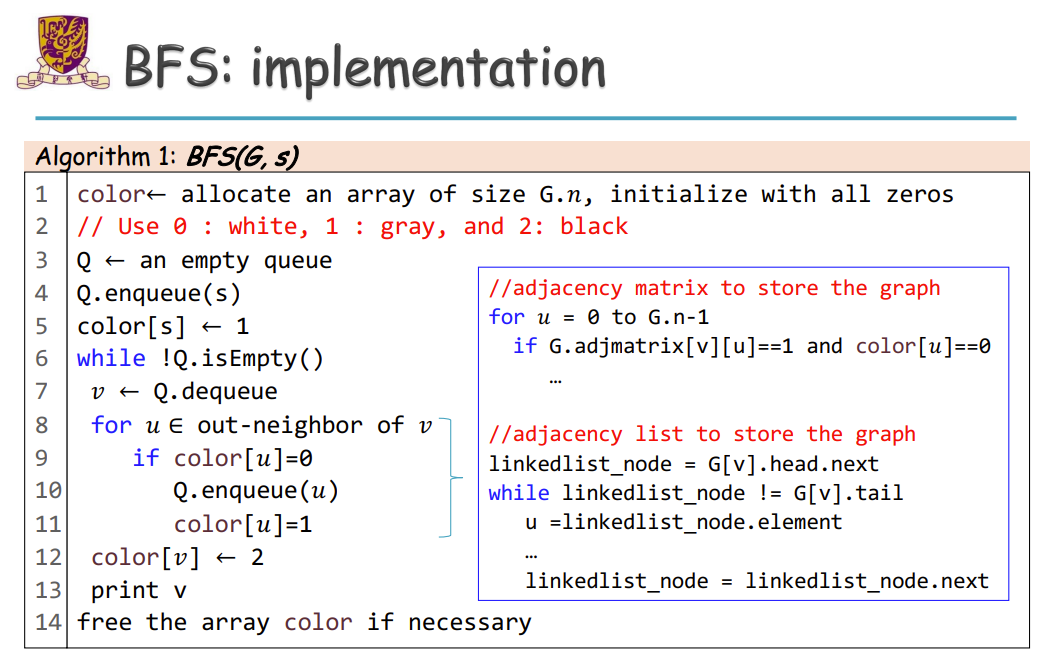 BFS: implementation
Algorithm 1: BFS(G, s)
1 color← allocate an array of size G.n, initialize with all zeros
2 // Use 0 : white, 1 : gray, and 2: black
3 Q ← an empty queue
4 Q.enqueue(s)
5 color[s] ← 1
6 while !Q.isEmpty()
7 v ← Q.dequeue
8 for u ∈ out-neighbor of v
9 if color[u]=0
10 Q.enqueue(u)
11 color[u]=1
12 color[v] ← 2
13 print v
14 free the array color if necessary
//adjacency matrix to store the graph
for u = 0 to G.n-1
if G.adjmatrix[v][u]==1 and color[u]==0
…
//adjacency list to store the graph
linkedlist_node = G[v].head.next
while linkedlist_node != G[v].tail
u =linkedlist_node.element
…
linkedlist_node = linkedlist_node.next